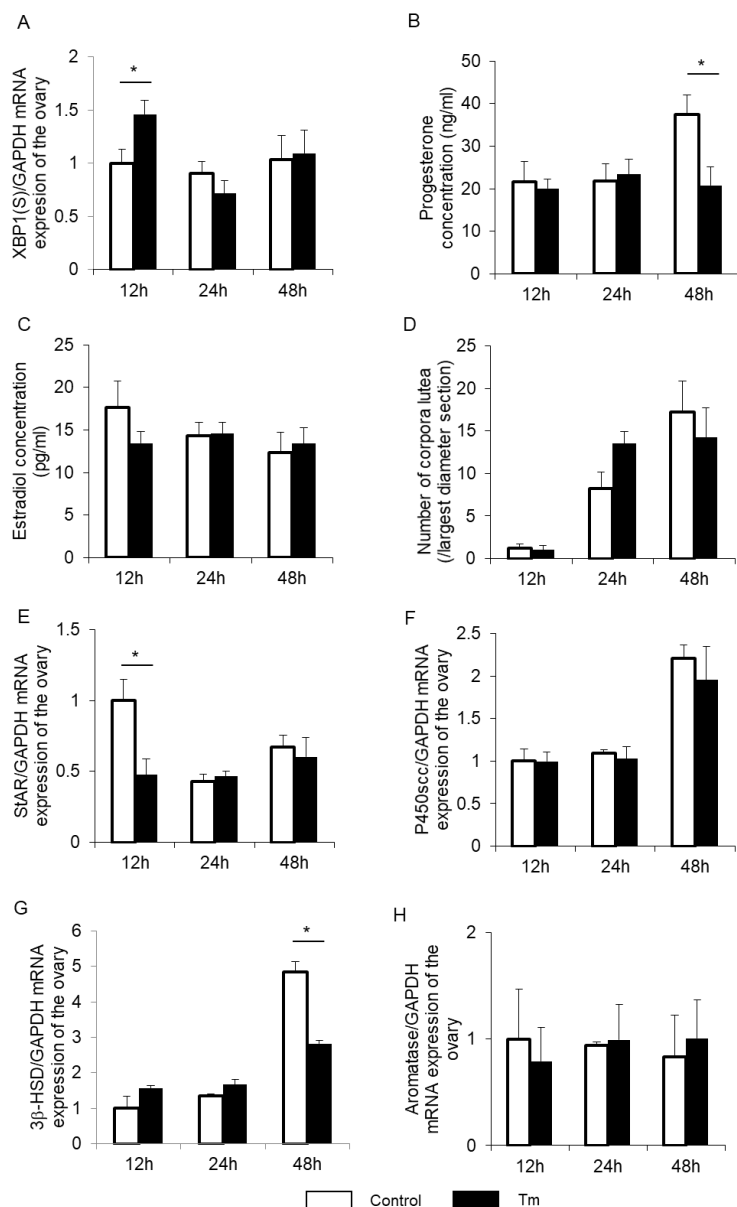 A
XBP1(S)/GAPDH mRNA
expresion of the ovary
2
1.5
1
0.5
0
*
12h
24h
48h
B
Progesterone
concentration (ng/ml)
50
40
30
20
10
0
*
12h
24h
48h
C
Estradiol concentration
(pg/ml)
25
20
15
10
5
0
12h
24h
48h
D
Number of corpora lutea
(/largest diameter section)
25
20
15
10
5
0
12h
24h
48h
E
StAR/GAPDH mRNA
expression of the ovary
1.5
1
0.5
0
*
12h
24h
48h
F
P450scc/GAPDH mRNA
expression of the ovary
2.5
2
1.5
1
0.5
0
12h
24h
48h
G
3β-HSD/GAPDH mRNA
expression of the ovary
6
5
4
3
2
1
0
*
12h
24h
48h
H
Aromatase/GAPDH
mRNA expression of the
ovary
2
1
0
12h
24h
48h
Control
Tm